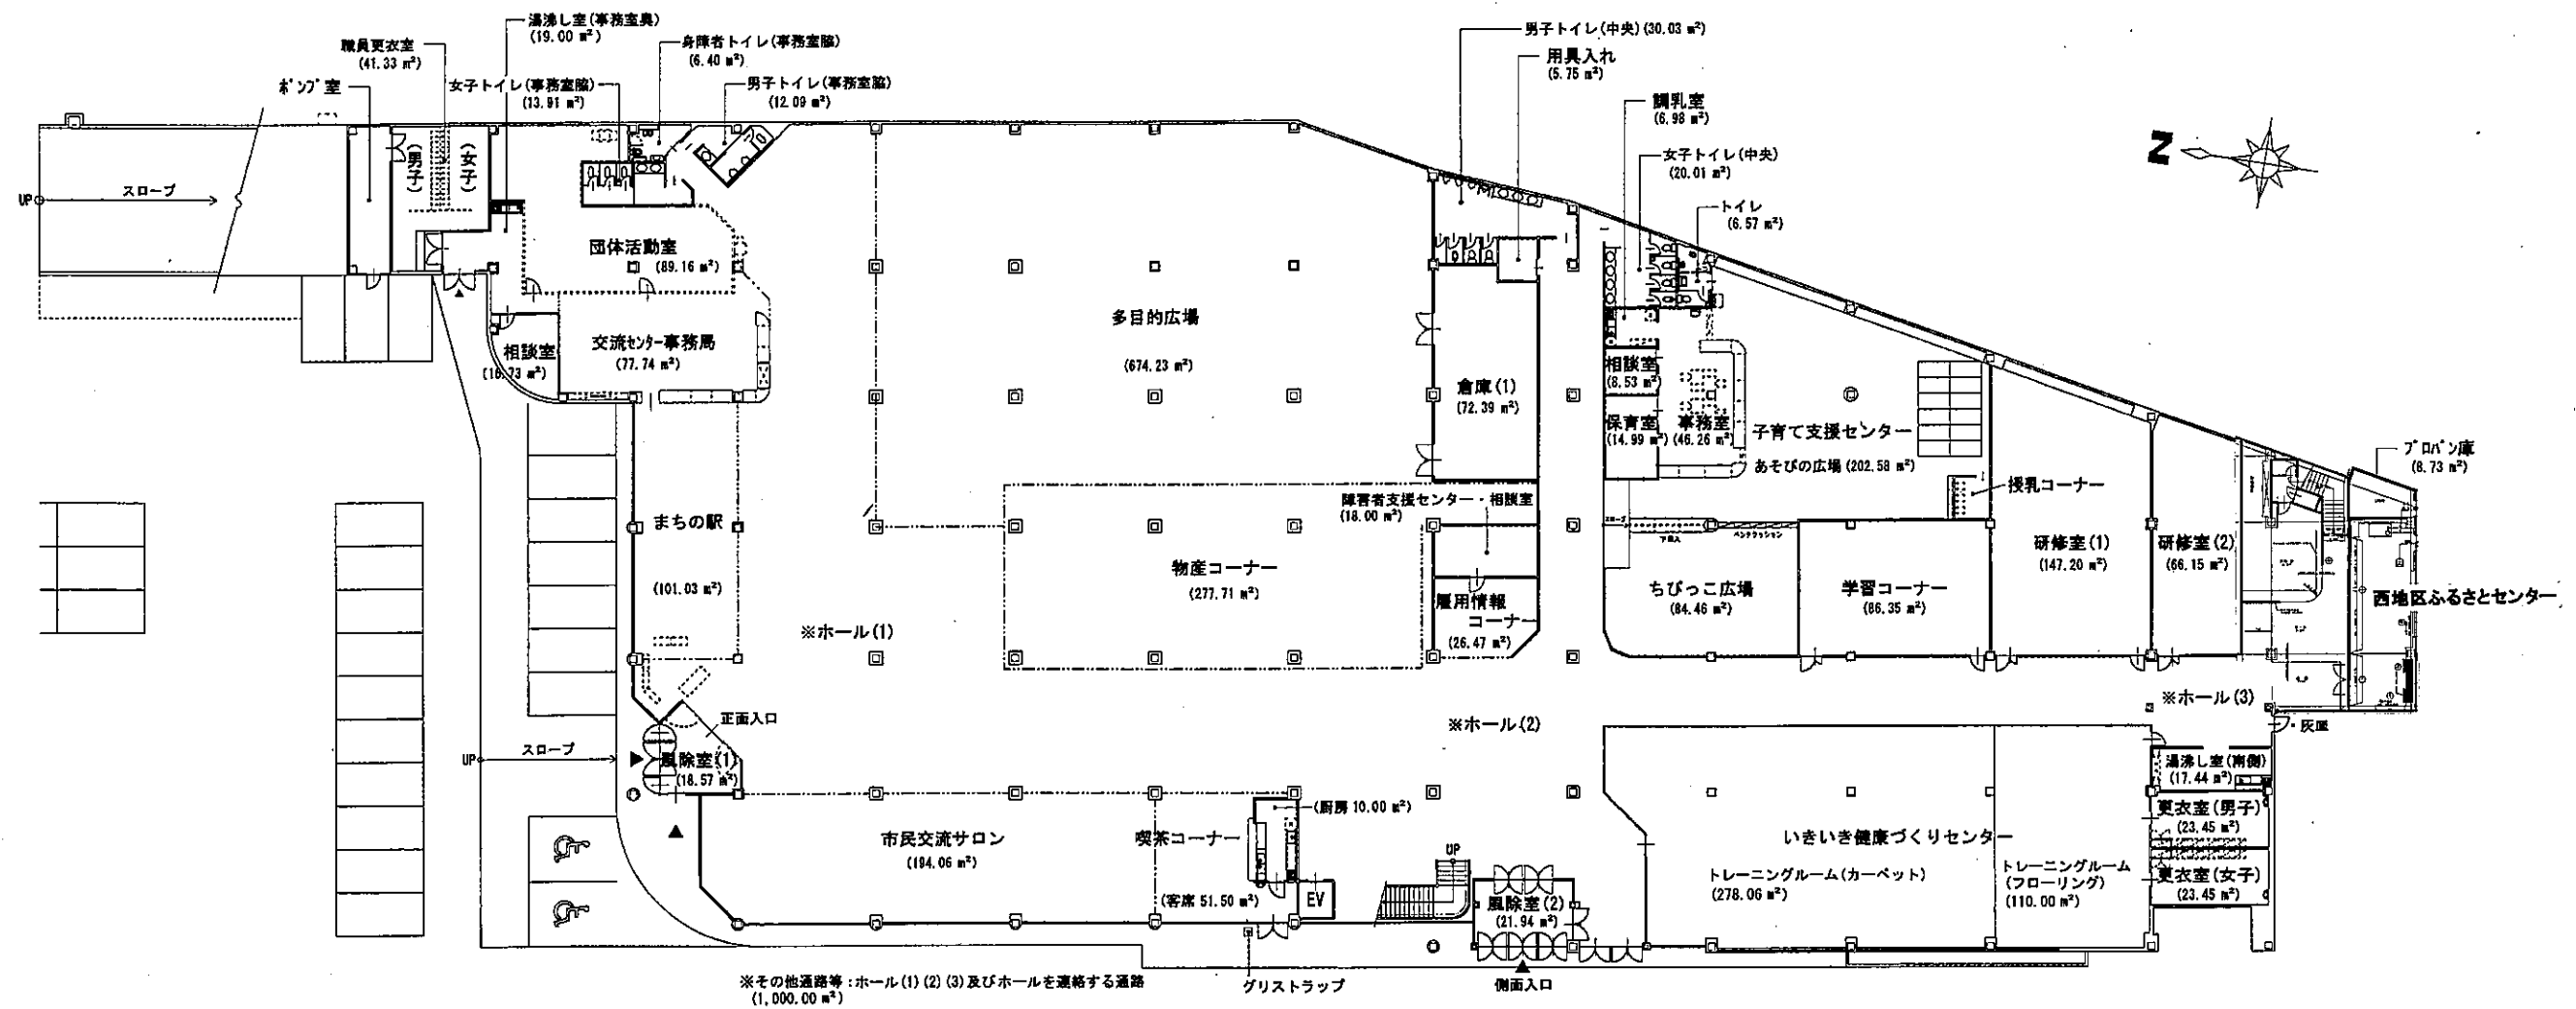 湯沸し室(事務室奥)
(19.00 ㎡)
職員更衣室
(41.33 ㎡)
身障者トイレ(事務室脇)
(6.40 ㎡)
ポンプ室
女子トイレ(事務室脇)
(13.91 ㎡)
男子トイレ(事務室脇)
(12.09 ㎡)
男子トイレ(中央)(30.03 ㎡)
用具入れ
(5.75 ㎡)
調乳室
(6.98 ㎡)
女子トイレ(中央)
(20.01 ㎡)
トイレ
(6.57 ㎡)
N
UP
スロープ
(男子)
(女子)
団体活動室
(89.16 ㎡)
交流センター事務局
(77.74 ㎡)
相談室
多目的広場
(674.23 ㎡)
倉庫(1)
(72.39 ㎡)
相談室
(8.53 ㎡)
保育室
(14.99 ㎡)
事務室
(46.26 ㎡)
子育て支援センター
あそびの広場(202.58 ㎡)
授乳コーナー
プロパン庫
(8.73 ㎡)
障害者支援センター・相談室
(18.00 ㎡)
まちの駅
(101.03 ㎡)
物産コーナー
(277.71 ㎡)
雇用情報
コーナー
(26.47 ㎡)
※ホール(1)
ちびっこ広場
(84.46 ㎡)
学習コーナー
(86.35 ㎡)
研修室(1)
(147.20 ㎡)
研修室(2)
(66.15 ㎡)
西地区ふるさとセンター
※ホール(2)
※ホール(3)
正面入口
UP
スロープ
風除室(1)
(18.57 ㎡)
湯沸し室(南側)
(17.44 ㎡)
更衣室(男子)
(23.45 ㎡)
更衣室(女子)
(23.45 ㎡)
市民交流サロン
(194.06 ㎡)
喫茶コーナー
(厨房 10.00 ㎡)
(客席 51.50 ㎡)
EV
UP
風除室(2)
(21.94 ㎡)
いきいき健康づくりセンター
トレーニングルーム(カーペット)
(278.06 ㎡)
トレーニングルーム
(フローリング)
(110.00 ㎡)
※その他通路等:ホール(1)(2)(3)及びホールを連絡する通路
(1,000.00 ㎡)
グリストラップ
側面入口